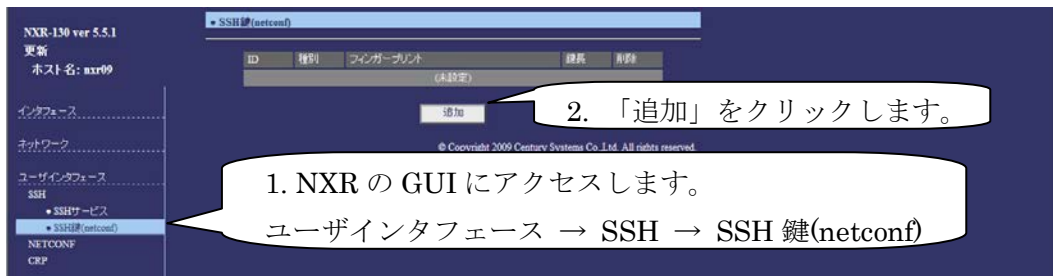 NXR-130 ver 5.5.1
更新
ホスト名: nxr09
インタフェース
ネットワーク
ユーザインタフェース
SSH
● SSHサービス
● SSH鍵(netconf)
NETCONF
CRP
● SSH鍵(netconf)
ID 種別 フィンガープリント 鍵長 削除
(未設定)
追加
© Copyright 2009 Century Systems Co.,Ltd. All rights reserved.
2. 「追加」をクリックします。
1. NXR の GUI にアクセスします。
ユーザインタフェース → SSH → SSH 鍵(netconf)